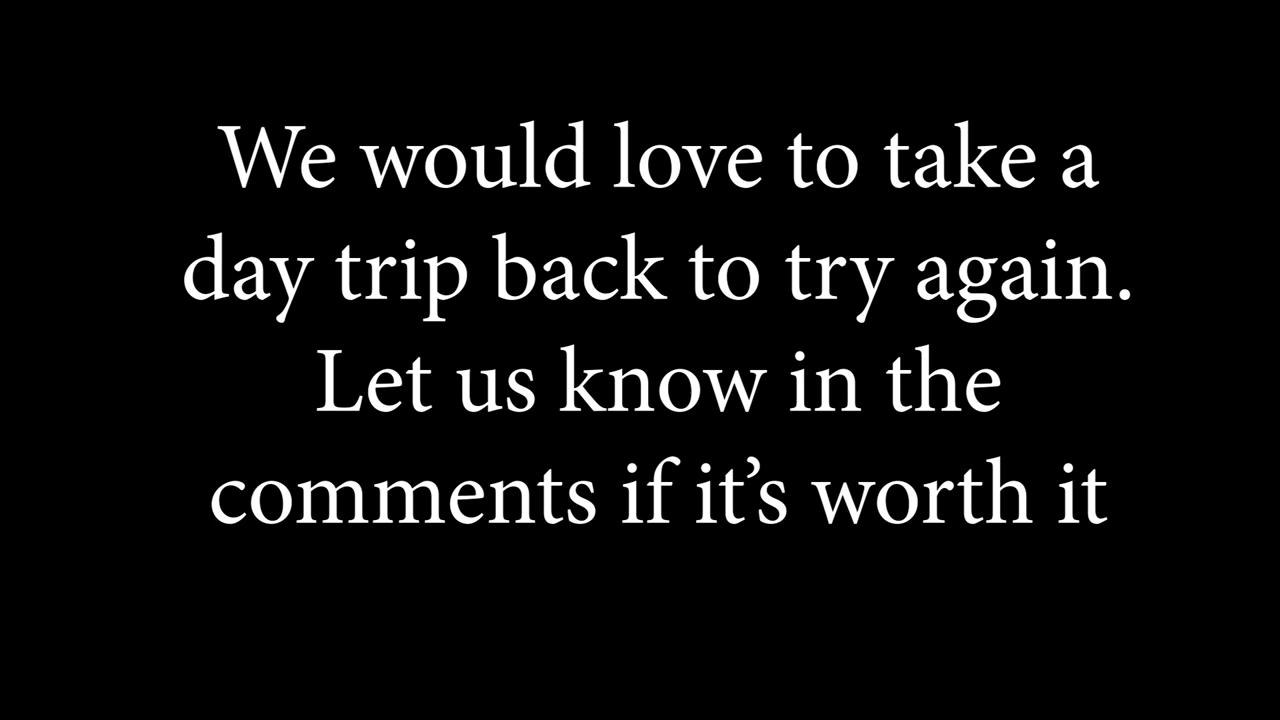 We would love to take a
day trip back to try again.
Let us know in the
comments if it’s worth it